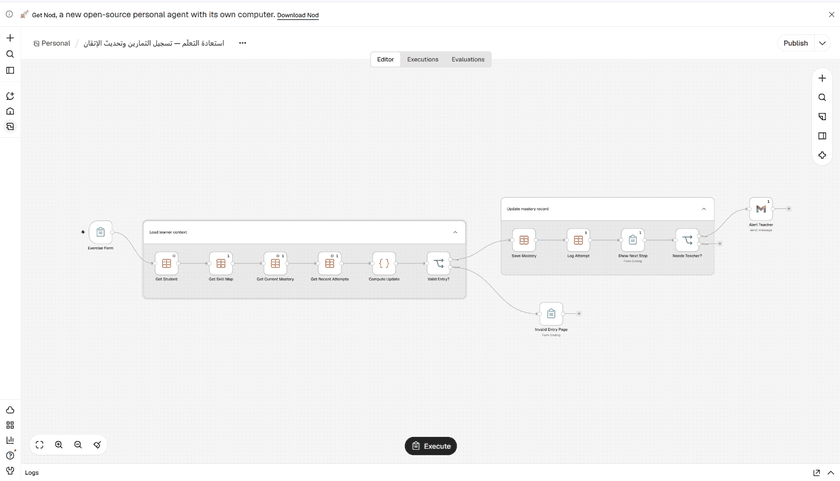 Get Nod, a new open-source personal agent with its own computer. Download Nod
Personal / استعادة التعلّم — تسجيل التمارين وتحديث الإتقان
Publish
Editor Executions Evaluations
Exercise Form
Load learner context
Get Student
Get Skill Map
Get Current Mastery
Get Recent Attempts
Compute Update
Valid Entry?
Update mastery record
Save Mastery
Log Attempt
Show Next Step
Form Ending
Needs Teacher?
Alert Teacher
send: message
Invalid Entry Page
Form Ending
Execute
Logs